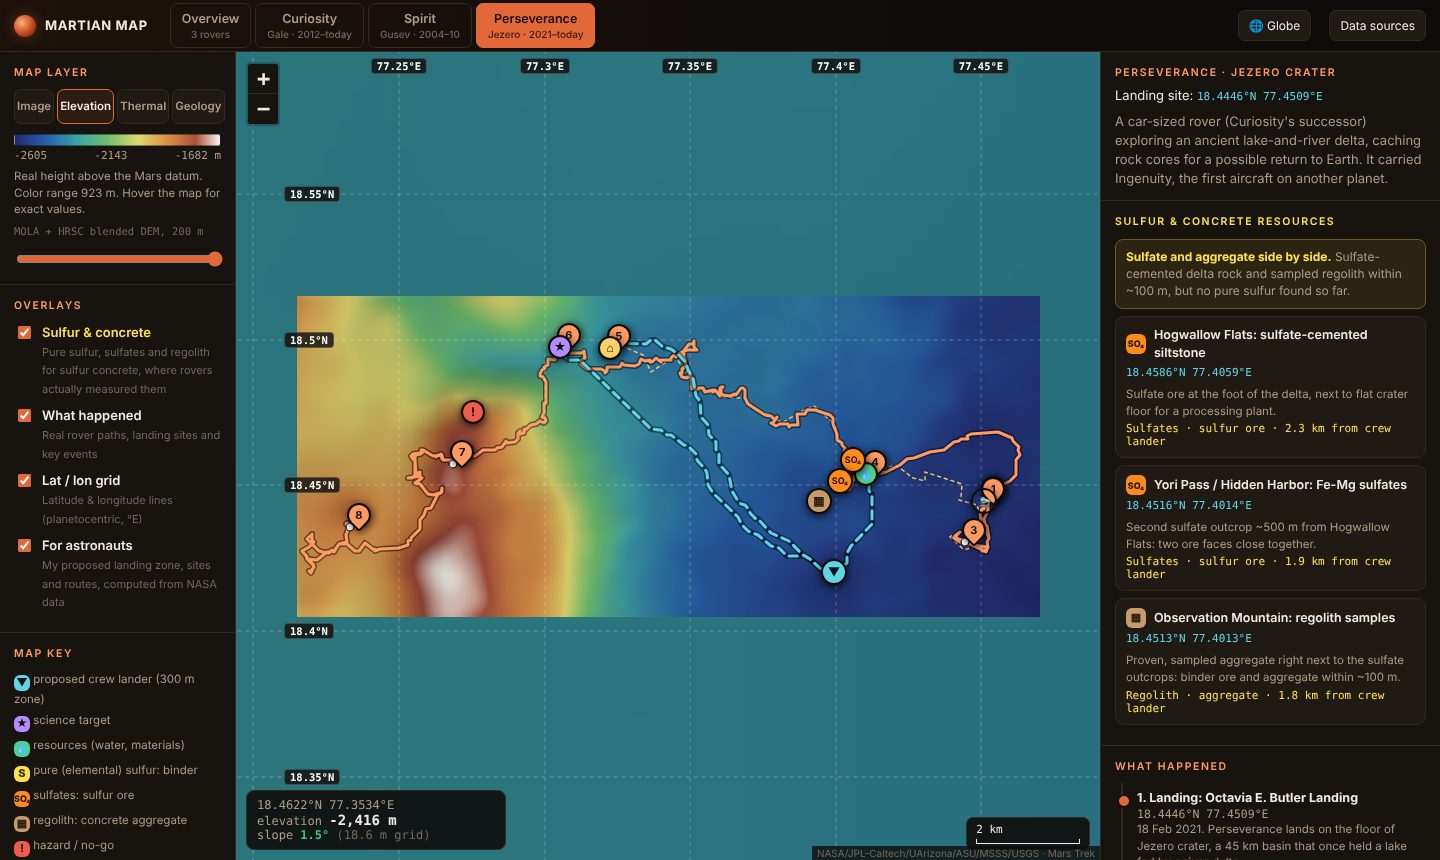 MARTIAN MAP
Overview
3 rovers
Curiosity
Gale · 2012–today
Spirit
Gusev · 2004–10
Perseverance
Jezero · 2021–today
Globe
Data sources
MAP LAYER
Image
Elevation
Thermal
Geology
-2605 -2143 -1682 m
Real height above the Mars datum.
Color range 923 m. Hover the map for
exact values.
MOLA + HRSC blended DEM, 200 m
OVERLAYS
Sulfur & concrete
Pure sulfur, sulfates and regolith
for sulfur concrete, where rovers
actually measured them
What happened
Real rover paths, landing sites and
key events
Lat / lon grid
Latitude & longitude lines
(planetocentric, °E)
For astronauts
My proposed landing zone, sites
and routes, computed from NASA
data
MAP KEY
proposed crew lander (300 m
zone)
science target
resources (water, materials)
S pure (elemental) sulfur: binder
SO₄ sulfates: sulfur ore
regolith: concrete aggregate
! hazard / no-go
+
−
77.25°E 77.3°E 77.35°E 77.4°E 77.45°E
18.55°N
18.5°N
18.45°N
18.4°N
18.35°N
6
5
!
7
SO₄
4
SO₄
1
8
3
18.4622°N 77.3534°E
elevation -2,416 m
slope 1.5° (18.6 m grid)
2 km
NASA/JPL-Caltech/UArizona/ASU/MSSS/USGS · Mars Trek
PERSEVERANCE · JEZERO CRATER
Landing site: 18.4446°N 77.4509°E
A car-sized rover (Curiosity's successor)
exploring an ancient lake-and-river delta, caching
rock cores for a possible return to Earth. It carried
Ingenuity, the first aircraft on another planet.
SULFUR & CONCRETE RESOURCES
Sulfate and aggregate side by side. Sulfate-
cemented delta rock and sampled regolith within
~100 m, but no pure sulfur found so far.
SO₄ Hogwallow Flats: sulfate-cemented
siltstone
18.4586°N 77.4059°E
Sulfate ore at the foot of the delta, next to flat crater
floor for a processing plant.
Sulfates · sulfur ore · 2.3 km from crew
lander
SO₄ Yori Pass / Hidden Harbor: Fe-Mg sulfates
18.4516°N 77.4014°E
Second sulfate outcrop ~500 m from Hogwallow
Flats: two ore faces close together.
Sulfates · sulfur ore · 1.9 km from crew
lander
Observation Mountain: regolith samples
18.4513°N 77.4013°E
Proven, sampled aggregate right next to the sulfate
outcrops: binder ore and aggregate within ~100 m.
Regolith · aggregate · 1.8 km from crew
lander
WHAT HAPPENED
1. Landing: Octavia E. Butler Landing
18.4446°N 77.4509°E
18 Feb 2021. Perseverance lands on the floor of
Jezero crater, a 45 km basin that once held a lake